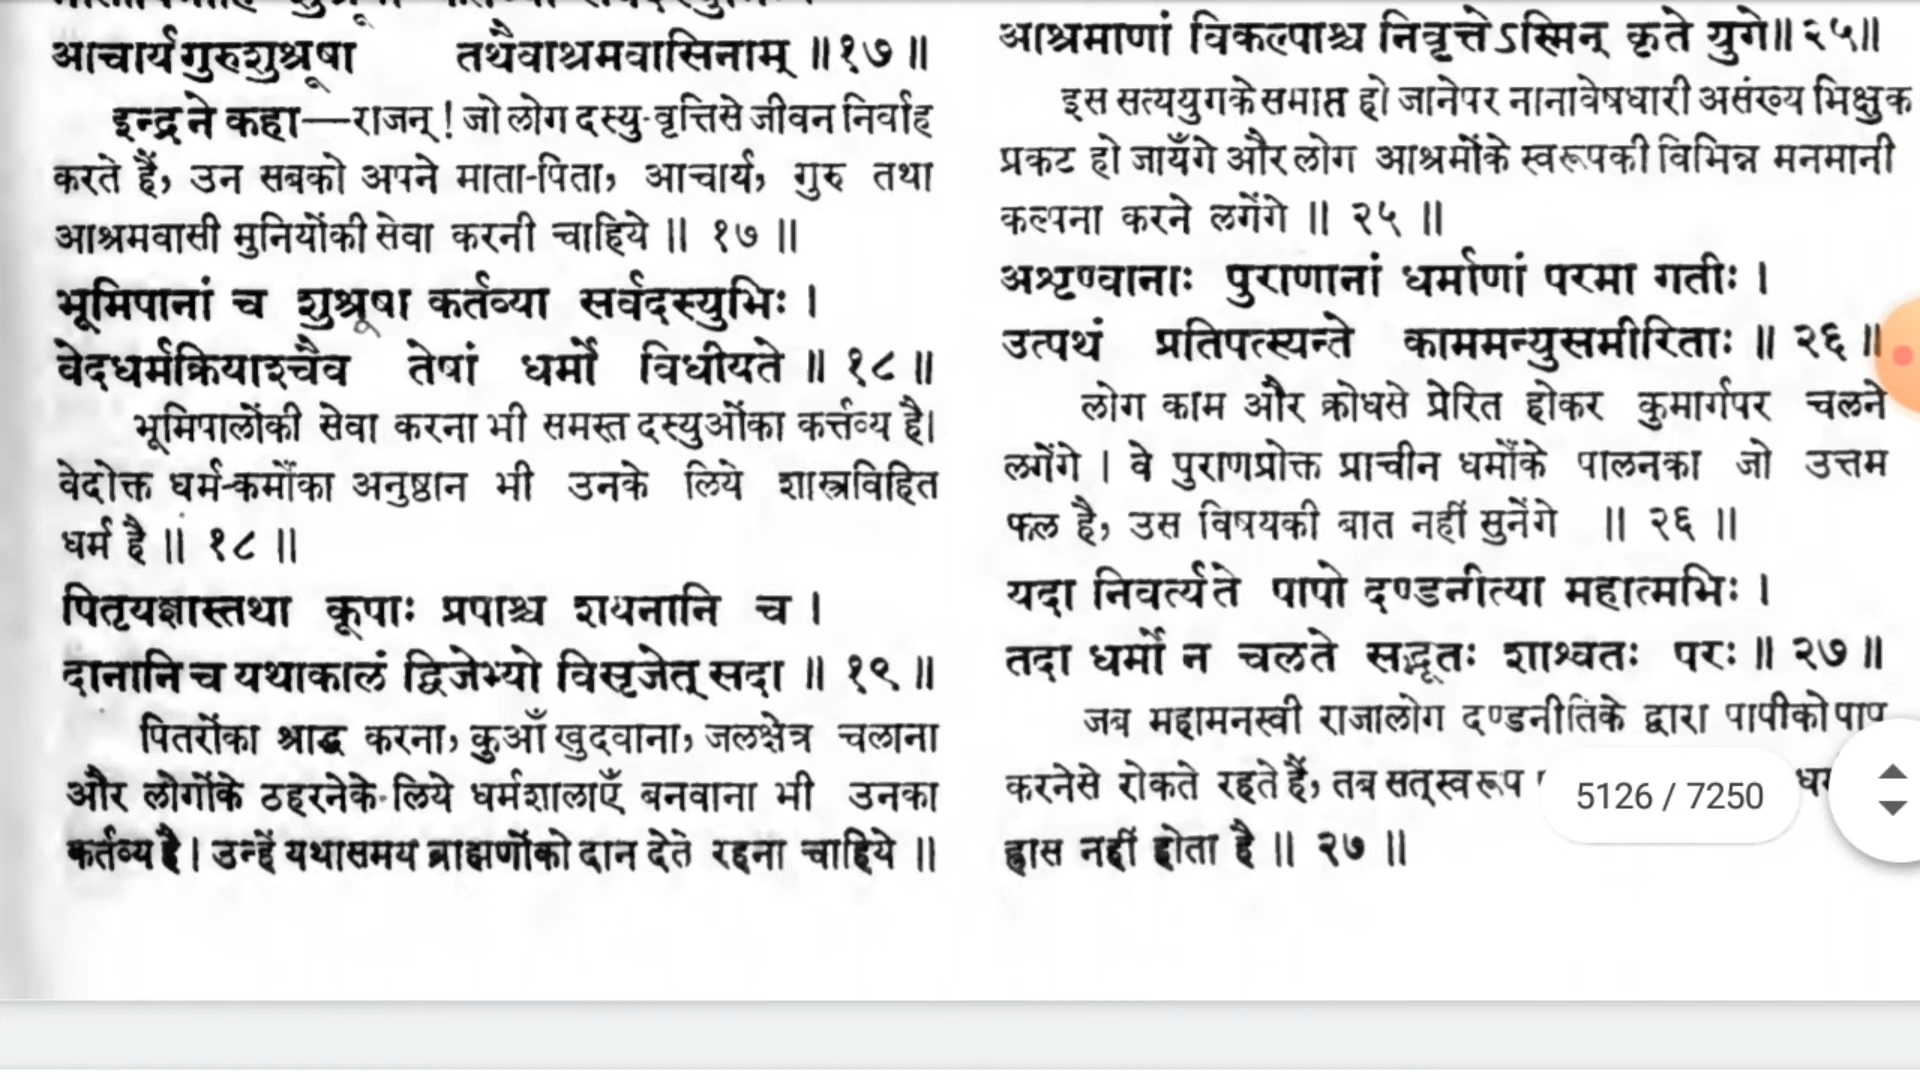 आचार्यगुरुशुश्रूषा तथैवाश्रमवासिनाम् ॥१७॥
इन्द्रने कहा—राजन् ! जो लोग दस्यु-वृत्तिसे जीवन निर्वाह
करते हैं, उन सबको अपने माता-पिता, आचार्य, गुरु तथा
आश्रमवासी मुनियोंकी सेवा करनी चाहिये ॥ १७ ॥
भूमिपानां च शुश्रूषा कर्तव्या सर्वदस्युभिः ।
वेदधर्मक्रियाश्चैव तेषां धर्मो विधीयते ॥ १८ ॥
भूमिपालोंकी सेवा करना भी समस्त दस्युओंका कर्त्तव्य है।
वेदोक्त धर्म-कर्मोंका अनुष्ठान भी उनके लिये शास्त्रविहित
धर्म है ॥ १८ ॥
पितृयज्ञास्तथा कूपाः प्रपाश्च शयनानि च ।
दानानि च यथाकालं द्विजेभ्यो विसृजेत् सदा ॥ १९ ॥
पितरोंका श्राद्ध करना, कुआँ खुदवाना, जलक्षेत्र चलाना
और लोगोंके ठहरनेके लिये धर्मशालाएँ बनवाना भी उनका
कर्तव्य है। उन्हें यथासमय ब्राह्मणोंको दान देते रहना चाहिये ॥
आश्रमाणां विकल्पाश्च निवृत्तेऽस्मिन् कृते युगे॥ २५॥
इस सत्ययुगके समाप्त हो जानेपर नानावेषधारी असंख्य भिक्षुक
प्रकट हो जायँगे और लोग आश्रमोंके स्वरूपकी विभिन्न मनमानी
कल्पना करने लगेंगे ॥ २५ ॥
अशृण्वानाः पुराणानां धर्माणां परमा गतीः ।
उत्पथं प्रतिपत्स्यन्ते काममन्युसमीरिताः ॥ २६ ॥
लोग काम और क्रोधसे प्रेरित होकर कुमार्गपर चलने
लगेंगे । वे पुराणप्रोक्त प्राचीन धर्मोंके पालनका जो उत्तम
फल है, उस विषयकी बात नहीं सुनेंगे ॥ २६ ॥
यदा निवर्त्यते पापो दण्डनीत्या महात्मभिः ।
तदा धर्मो न चलते सद्भूतः शाश्वतः परः ॥ २७ ॥
जब महामनस्वी राजालोग दण्डनीतिके द्वारा पापीको पाप
करनेसे रोकते रहते हैं, तब सत्स्वरूप
ह्रास नहीं होता है ॥ २७ ॥
5126 / 7250